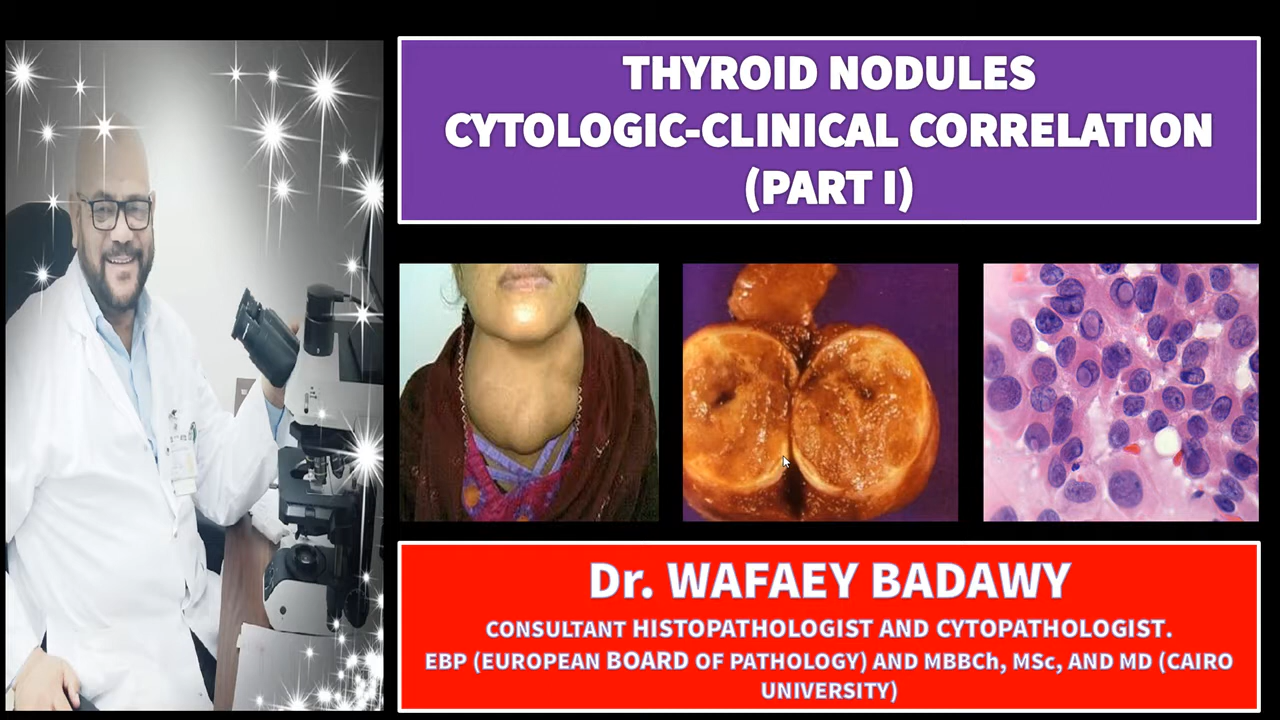 THYROID NODULES
CYTOLOGIC-CLINICAL CORRELATION
(PART I)
Dr. WAFAEY BADAWY
CONSULTANT HISTOPATHOLOGIST AND CYTOPATHOLOGIST.
EBP (EUROPEAN BOARD OF PATHOLOGY) AND MBBCh, MSc, AND MD (CAIRO
UNIVERSITY)